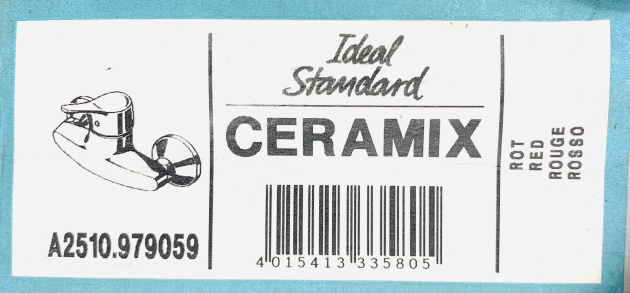 A2510.979059
Ideal
Standard
CERAMIX
4 015413 335805
ROT
RED
ROUGE
ROSSO